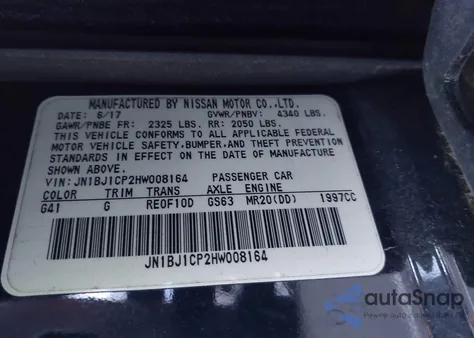 MANUFACTURED BY NISSAN MOTOR CO.,LTD.
DATE: 6/17 GVWR/PNBV: 4340 LBS.
GAWR/PNBE FR: 2325 LBS. RR: 2050 LBS.
THIS VEHICLE CONFORMS TO ALL APPLICABLE FEDERAL
MOTOR VEHICLE SAFETY,BUMPER,AND THEFT PREVENTION
STANDARDS IN EFFECT ON THE DATE OF MANUFACTURE
SHOWN ABOVE.
VIN:JN1BJ1CP2HW008164 PASSENGER CAR
COLOR TRIM TRANS AXLE ENGINE
G41 G RE0F10D GS63 MR20(DD) 1997CC
JN1BJ1CP2HW008164
autoSnap